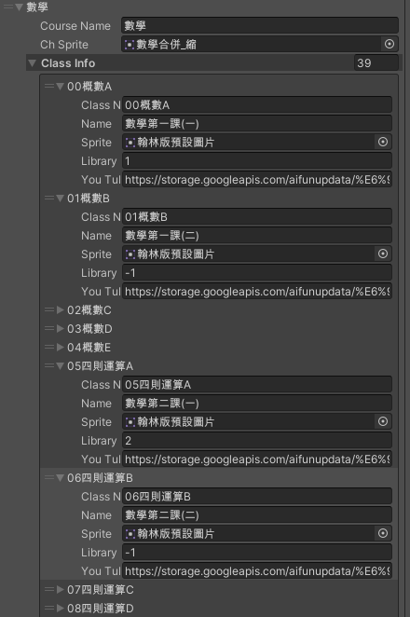 數學
Course Name 數學
Ch Sprite 數學合併_縮
Class Info 39
00概數A
Class N 00概數A
Name 數學第一課(一)
Sprite 翰林版預設圖片
Library 1
You Tul https://storage.googleapis.com/aifunupdata/%E6%9
01概數B
Class N 01概數B
Name 數學第一課(二)
Sprite 翰林版預設圖片
Library -1
You Tul https://storage.googleapis.com/aifunupdata/%E6%9
02概數C
03概數D
04概數E
05四則運算A
Class N 05四則運算A
Name 數學第二課(一)
Sprite 翰林版預設圖片
Library 2
You Tul https://storage.googleapis.com/aifunupdata/%E6%9
06四則運算B
Class N 06四則運算B
Name 數學第二課(二)
Sprite 翰林版預設圖片
Library -1
You Tul https://storage.googleapis.com/aifunupdata/%E6%9
07四則運算C
08四則運算D